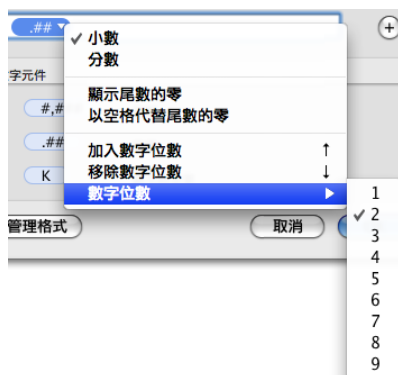 .##
✓ 小數
分數
字元件
顯示尾數的零
#,#
以空格代替尾數的零
.##
加入數字位數 ↑
K
移除數字位數 ↓
數字位數 ▶
1
✓ 2
3
4
5
6
7
8
9
管理格式
取消